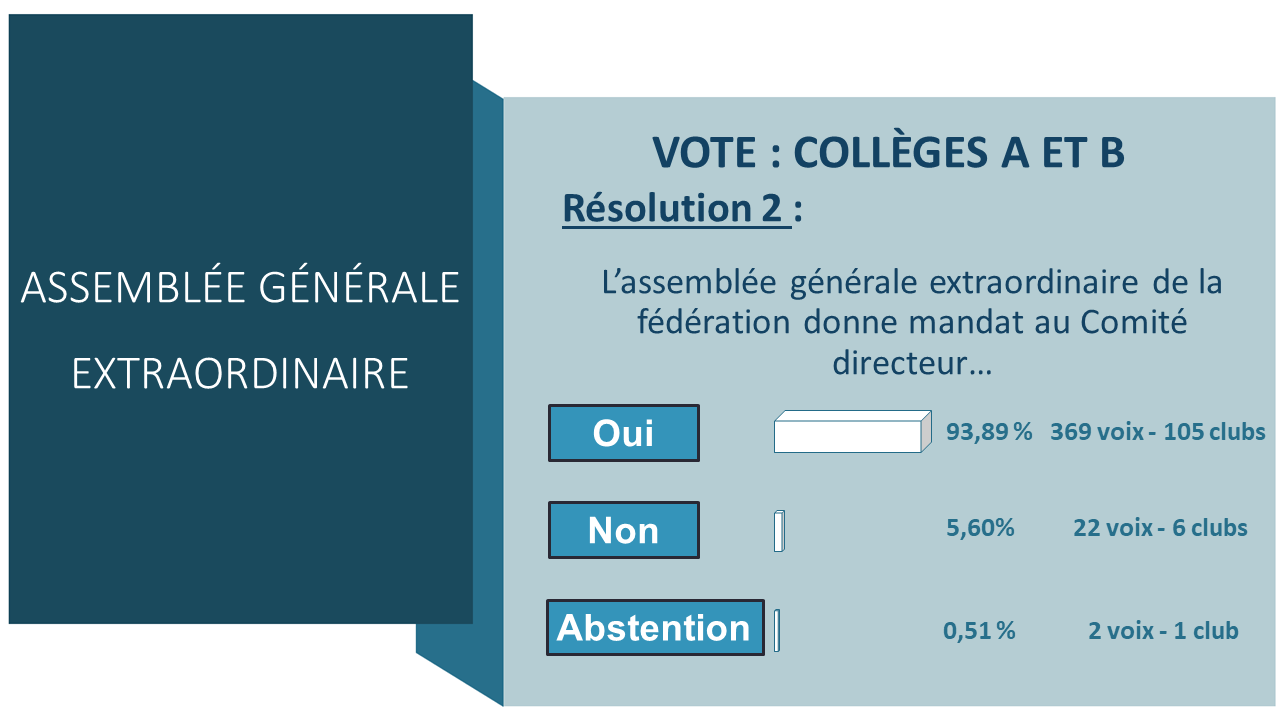 ASSEMBLÉE GÉNÉRALE
EXTRAORDINAIRE
VOTE : COLLÈGES A ET B
Résolution 2 :
L’assemblée générale extraordinaire de la
fédération donne mandat au Comité
directeur…
Oui 93,89 % 369 voix - 105 clubs
Non 5,60% 22 voix - 6 clubs
Abstention 0,51 % 2 voix - 1 club